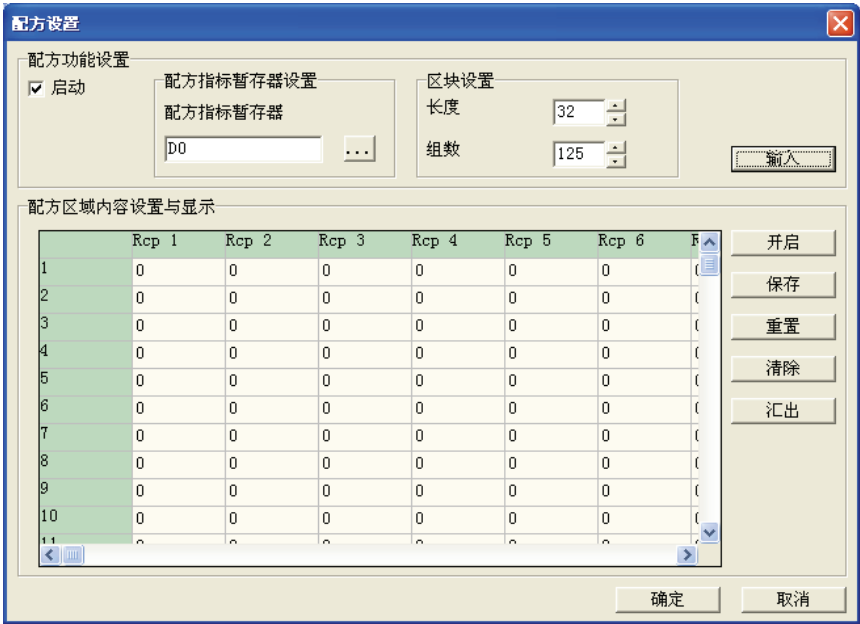 配方设置
配方功能设置
启动
配方指标暂存器设置
配方指标暂存器
D0
...
区块设置
长度
32
组数
125
输入
配方区域内容设置与显示
Rcp 1 Rcp 2 Rcp 3 Rcp 4 Rcp 5 Rcp 6
1 0 0 0 0 0 0
2 0 0 0 0 0 0
3 0 0 0 0 0 0
4 0 0 0 0 0 0
5 0 0 0 0 0 0
6 0 0 0 0 0 0
7 0 0 0 0 0 0
8 0 0 0 0 0 0
9 0 0 0 0 0 0
10 0 0 0 0 0 0
开启
保存
重置
清除
汇出
确定
取消